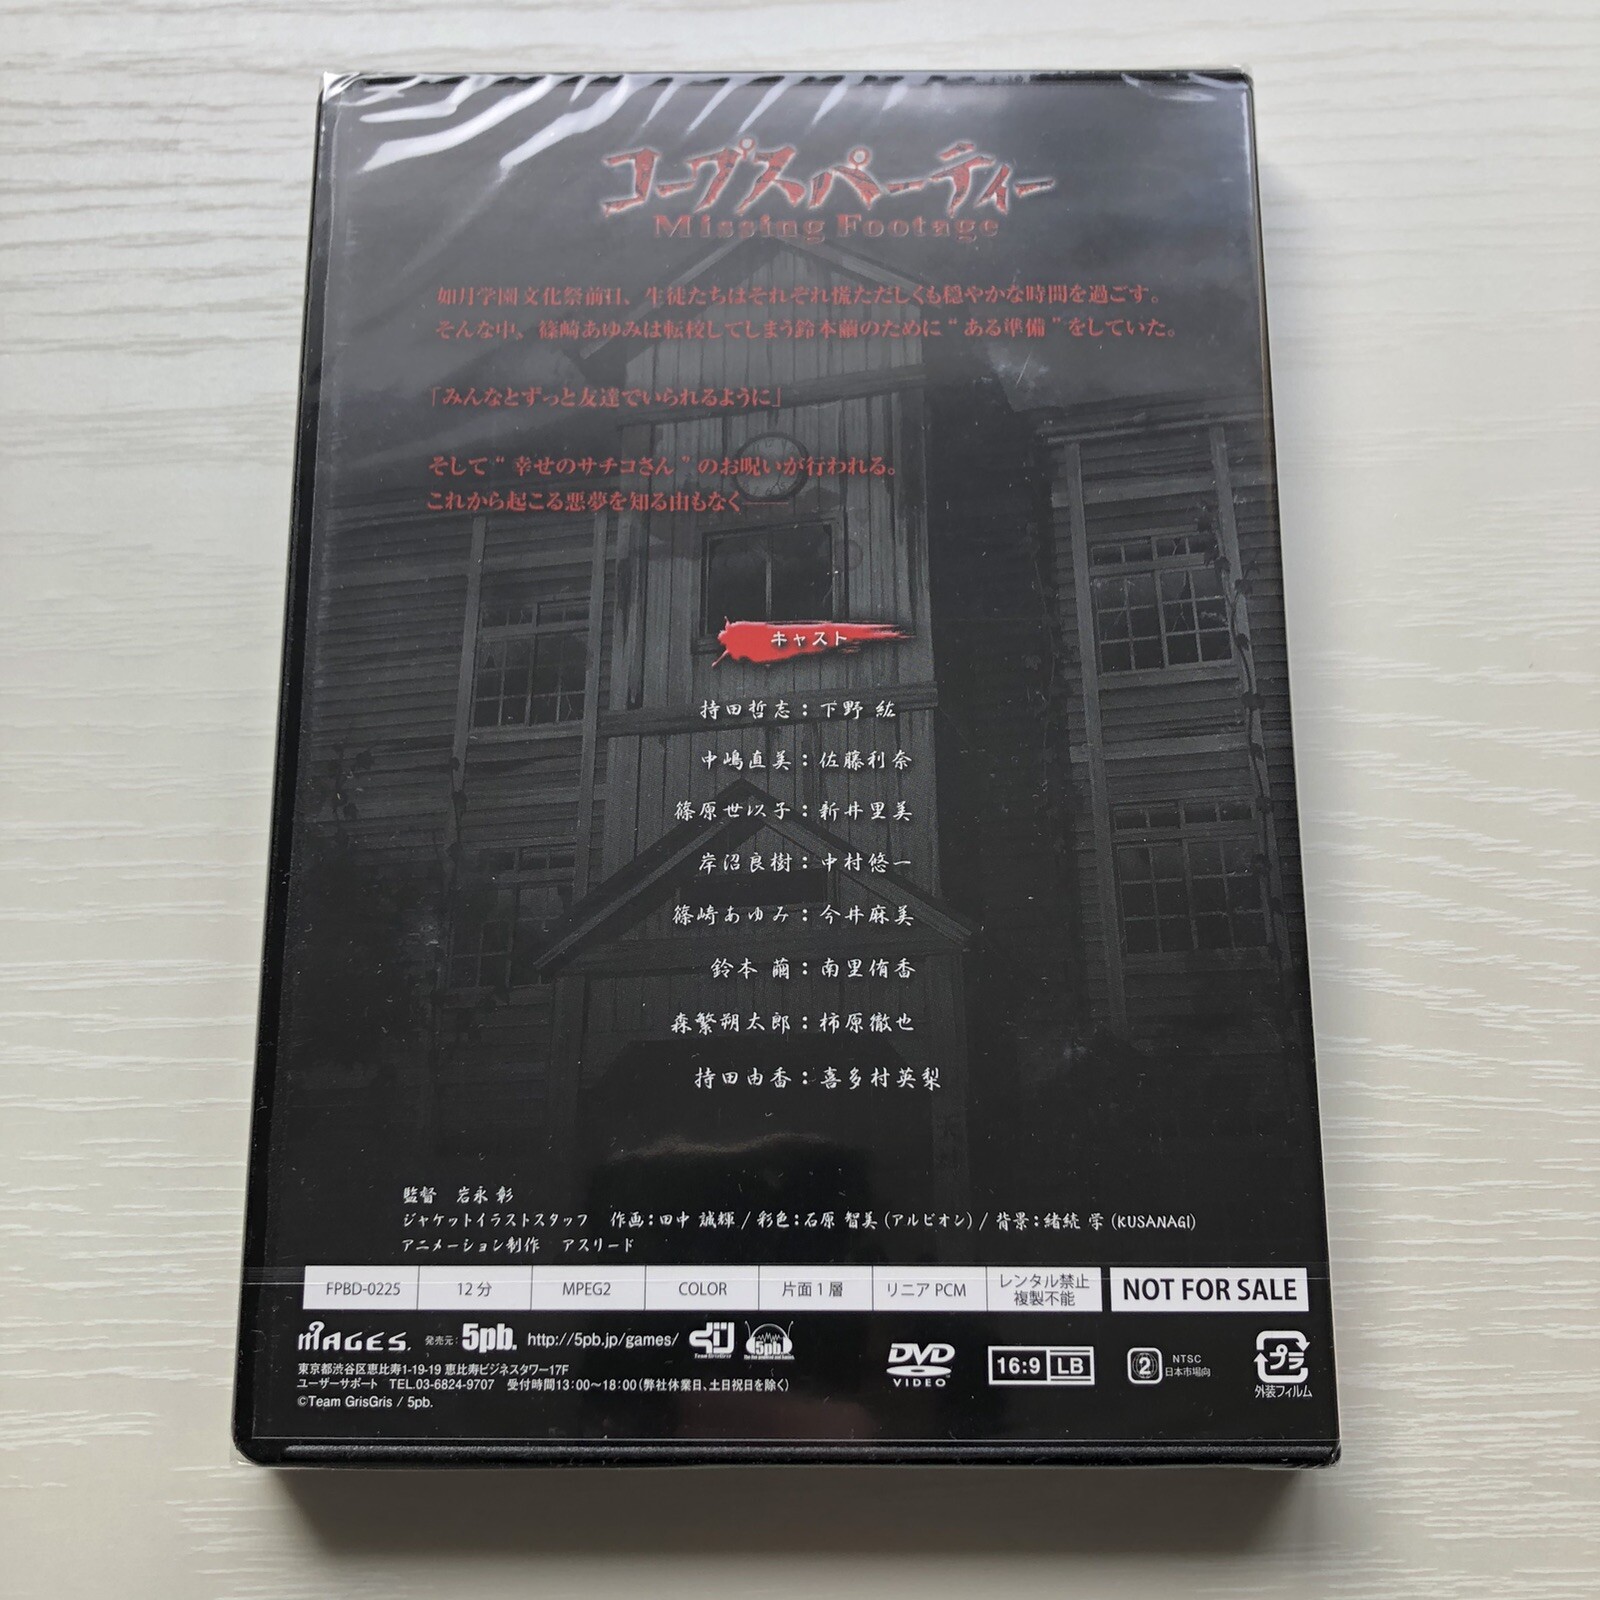 コープスパーティー
Missing Footage
如月学園文化祭前日、生徒たちはそれぞれ慌ただしくも穏やかな時間を過ごす。
そんな中、篠崎あゆみは転校してしまう鈴本繭のために“ある準備”をしていた。
「みんなとずっと友達でいられるように」
そして“幸せのサチコさん”のお呪いが行われる。
これから起こる悪夢を知る由もなく――
キャスト
持田哲志：下野 紘
中嶋直美：佐藤利奈
篠原世以子：新井里美
岸沼良樹：中村悠一
篠崎あゆみ：今井麻美
鈴本 繭：南里侑香
森繁朔太郎：柿原徹也
持田由香：喜多村英梨
監督 岩永 彰
ジャケットイラストスタッフ 作画：田中 誠輝 / 彩色：石原 智美 (アルビオン) / 背景：緒続 学 (KUSANAGI)
アニメーション制作 アスリード
FPBD-0225 12分 MPEG2 COLOR 片面1層 リニアPCM レンタル禁止 複製不能 NOT FOR SALE
MAGES. 発売元：5pb. http://5pb.jp/games/ 5pb.
東京都渋谷区恵比寿1-19-19 恵比寿ビジネスタワー17F
ユーザーサポート TEL.03-6824-9707 受付時間13:00～18:00（弊社休業日、土日祝日を除く）
©Team GrisGris / 5pb.
DVD VIDEO
16:9 LB
2 NTSC 日本市場向
プラ 外装フィルム